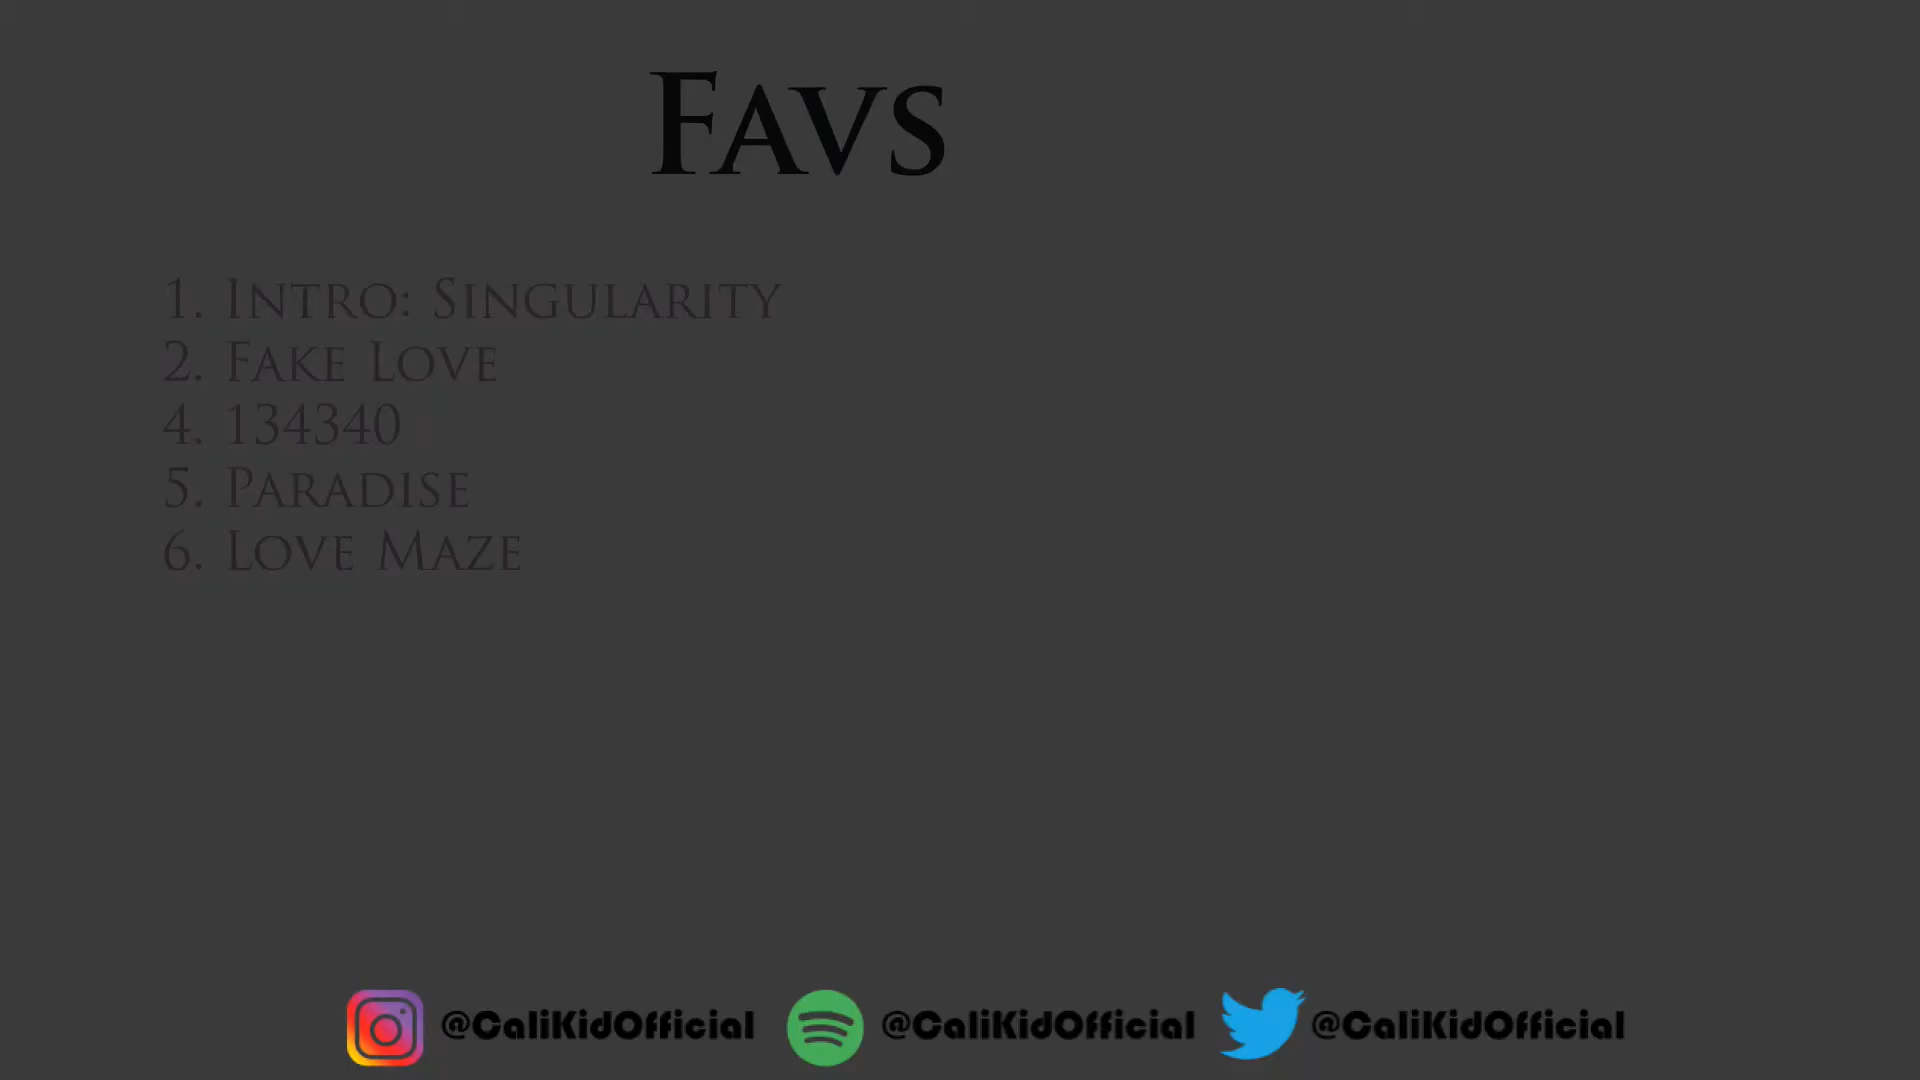 Favs
1. Intro: Singularity
2. Fake Love
4. 134340
5. Paradise
6. Love Maze
@CaliKidOfficial @CaliKidOfficial @CaliKidOfficial